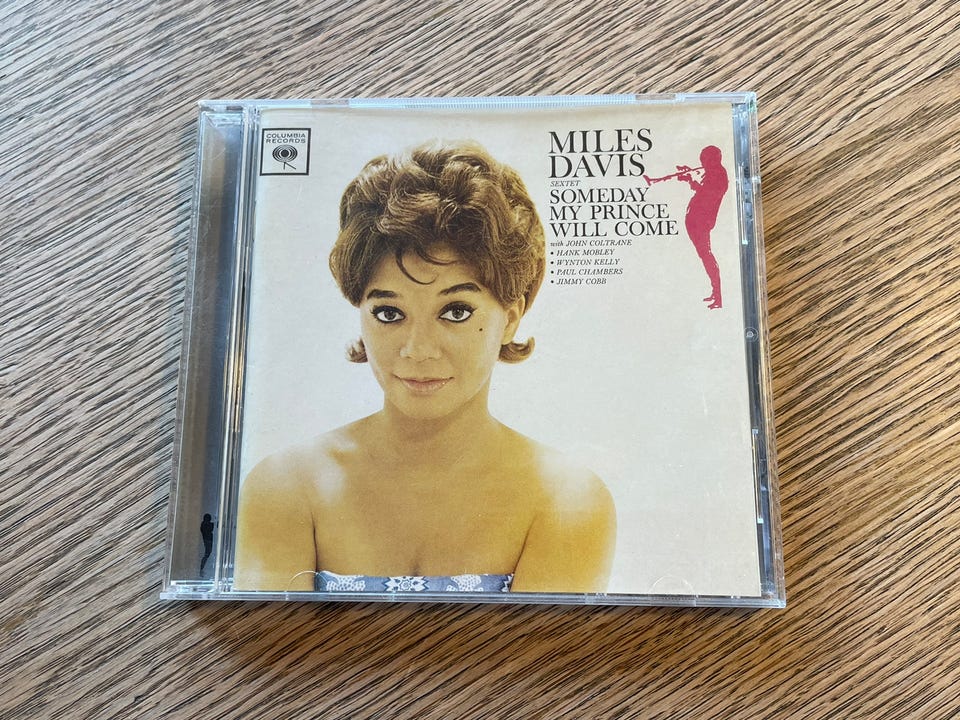 COLUMBIA
RECORDS
MILES
DAVIS
SEXTET
SOMEDAY
MY PRINCE
WILL COME
with JOHN COLTRANE
• HANK MOBLEY
• WYNTON KELLY
• PAUL CHAMBERS
• JIMMY COBB